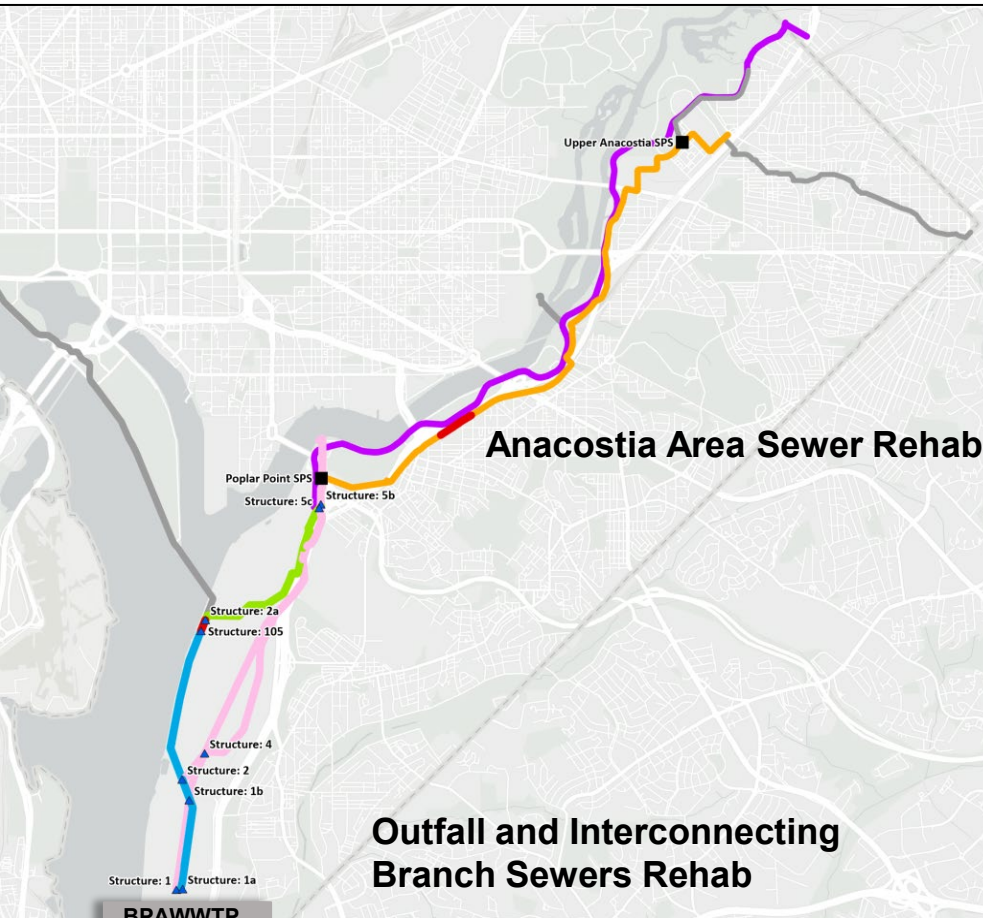 Upper Anacostia SPS
Anacostia Area Sewer Rehab
Poplar Point SPS
Structure: 5b
Structure: 5c
Structure: 2a
Structure: 105
Structure: 4
Structure: 2
Structure: 1b
Outfall and Interconnecting
Branch Sewers Rehab
Structure: 1
Structure: 1a
BPAWWTP